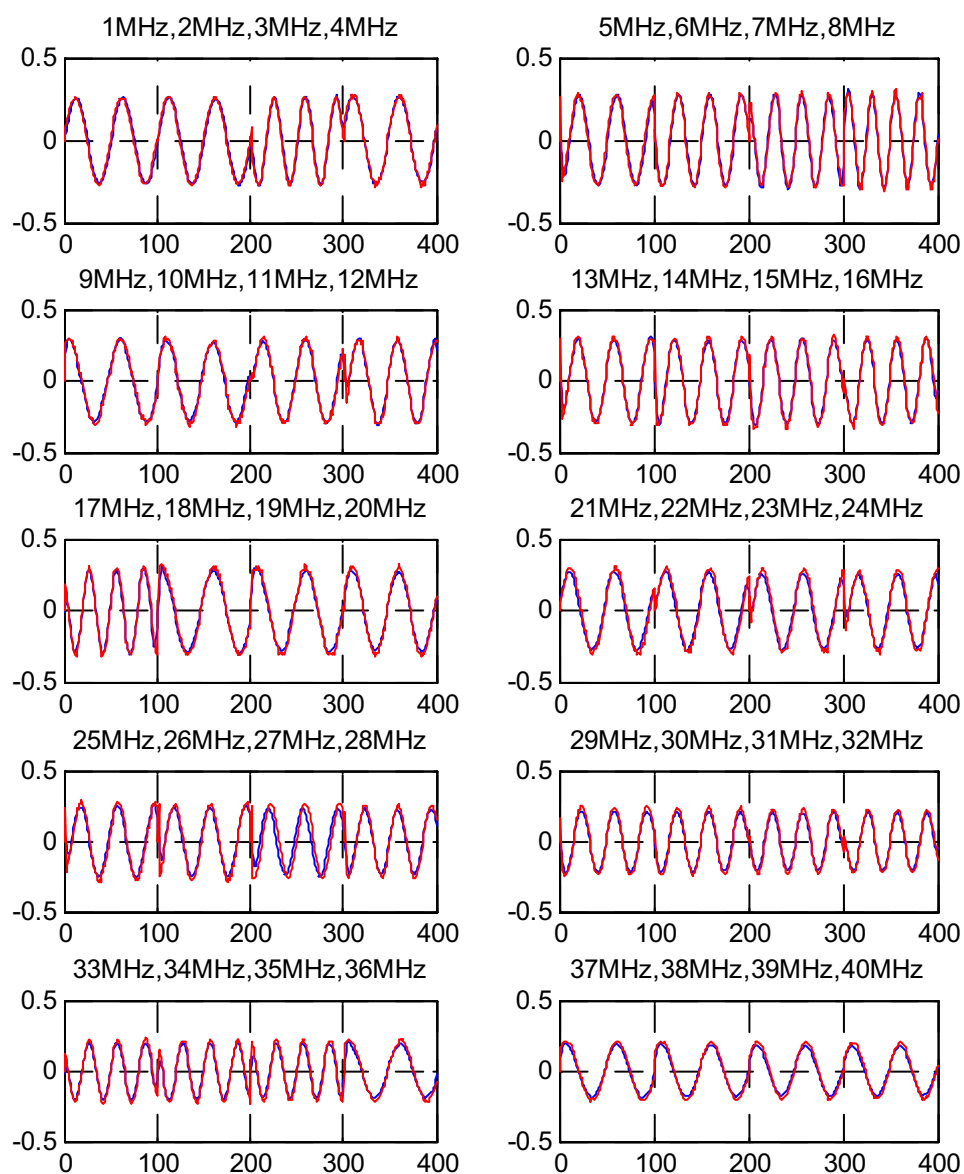 1MHz,2MHz,3MHz,4MHz
0.5
0
-0.5
0 100 200 300 400
5MHz,6MHz,7MHz,8MHz
0.5
0
-0.5
0 100 200 300 400
9MHz,10MHz,11MHz,12MHz
0.5
0
-0.5
0 100 200 300 400
13MHz,14MHz,15MHz,16MHz
0.5
0
-0.5
0 100 200 300 400
17MHz,18MHz,19MHz,20MHz
0.5
0
-0.5
0 100 200 300 400
21MHz,22MHz,23MHz,24MHz
0.5
0
-0.5
0 100 200 300 400
25MHz,26MHz,27MHz,28MHz
0.5
0
-0.5
0 100 200 300 400
29MHz,30MHz,31MHz,32MHz
0.5
0
-0.5
0 100 200 300 400
33MHz,34MHz,35MHz,36MHz
0.5
0
-0.5
0 100 200 300 400
37MHz,38MHz,39MHz,40MHz
0.5
0
-0.5
0 100 200 300 400